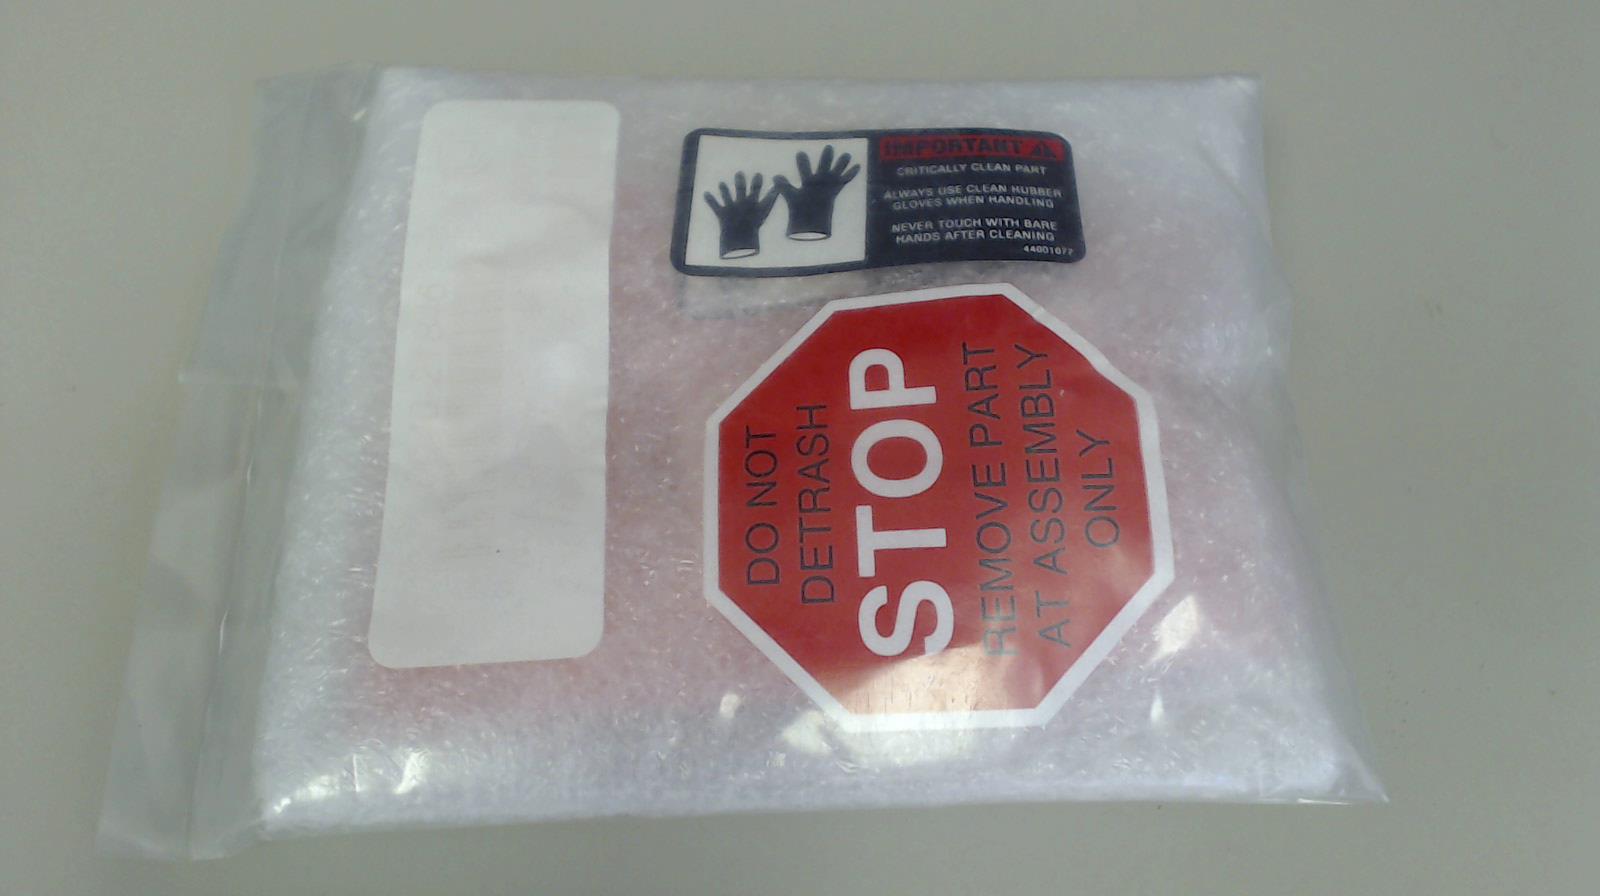 IMPORTANT
CRITICALLY CLEAN PART
ALWAYS USE CLEAN RUBBER
GLOVES WHEN HANDLING
NEVER TOUCH WITH BARE
HANDS AFTER CLEANING
44001077
DO NOT
DETRASH
STOP
REMOVE PART
AT ASSEMBLY
ONLY